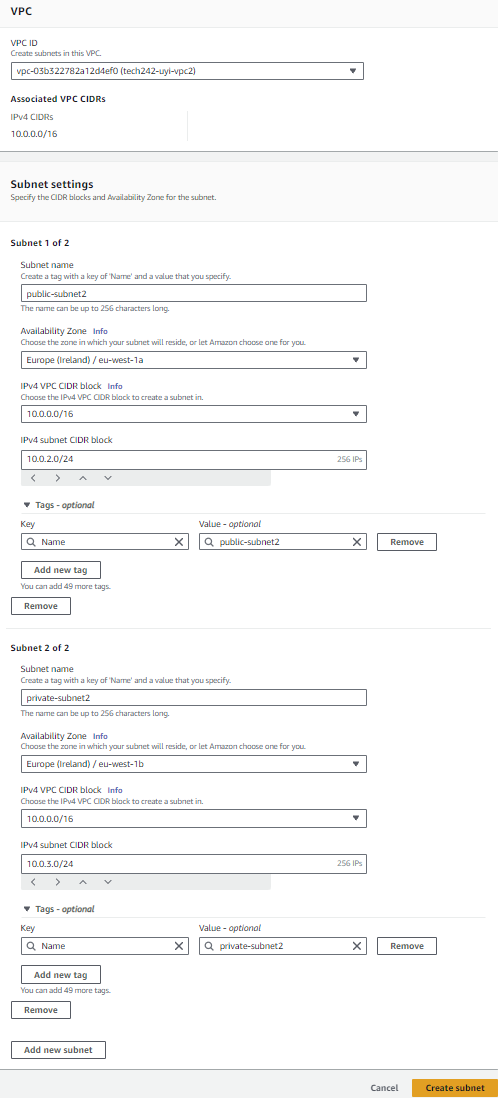 VPC
VPC ID
Create subnets in this VPC.
vpc-03b322782a12d4ef0 (tech242-uyi-vpc2)
Associated VPC CIDRs
IPv4 CIDRs
10.0.0.0/16
Subnet settings
Specify the CIDR blocks and Availability Zone for the subnet.
Subnet 1 of 2
Subnet name
Create a tag with a key of 'Name' and a value that you specify.
public-subnet2
The name can be up to 256 characters long.
Availability Zone Info
Choose the zone in which your subnet will reside, or let Amazon choose one for you.
Europe (Ireland) / eu-west-1a
IPv4 VPC CIDR block Info
Choose the IPv4 VPC CIDR block to create a subnet in.
10.0.0.0/16
IPv4 subnet CIDR block
10.0.2.0/24 256 IPs
Tags - optional
Key Value - optional
Name public-subnet2 Remove
Add new tag
You can add 49 more tags.
Remove
Subnet 2 of 2
Subnet name
Create a tag with a key of 'Name' and a value that you specify.
private-subnet2
The name can be up to 256 characters long.
Availability Zone Info
Choose the zone in which your subnet will reside, or let Amazon choose one for you.
Europe (Ireland) / eu-west-1b
IPv4 VPC CIDR block Info
Choose the IPv4 VPC CIDR block to create a subnet in.
10.0.0.0/16
IPv4 subnet CIDR block
10.0.3.0/24 256 IPs
Tags - optional
Key Value - optional
Name private-subnet2 Remove
Add new tag
You can add 49 more tags.
Remove
Add new subnet
Cancel Create subnet